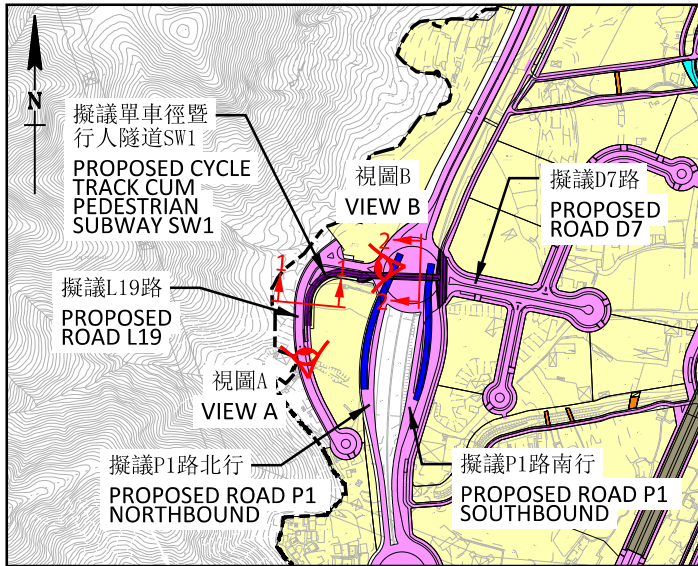 N
擬議單車徑暨
行人隧道SW1
PROPOSED CYCLE
TRACK CUM
PEDESTRIAN
SUBWAY SW1
視圖B
VIEW B
擬議D7路
PROPOSED
ROAD D7
2
1
1
2
擬議L19路
PROPOSED
ROAD L19
視圖A
VIEW A
擬議P1路北行
PROPOSED ROAD P1
NORTHBOUND
擬議P1路南行
PROPOSED ROAD P1
SOUTHBOUND